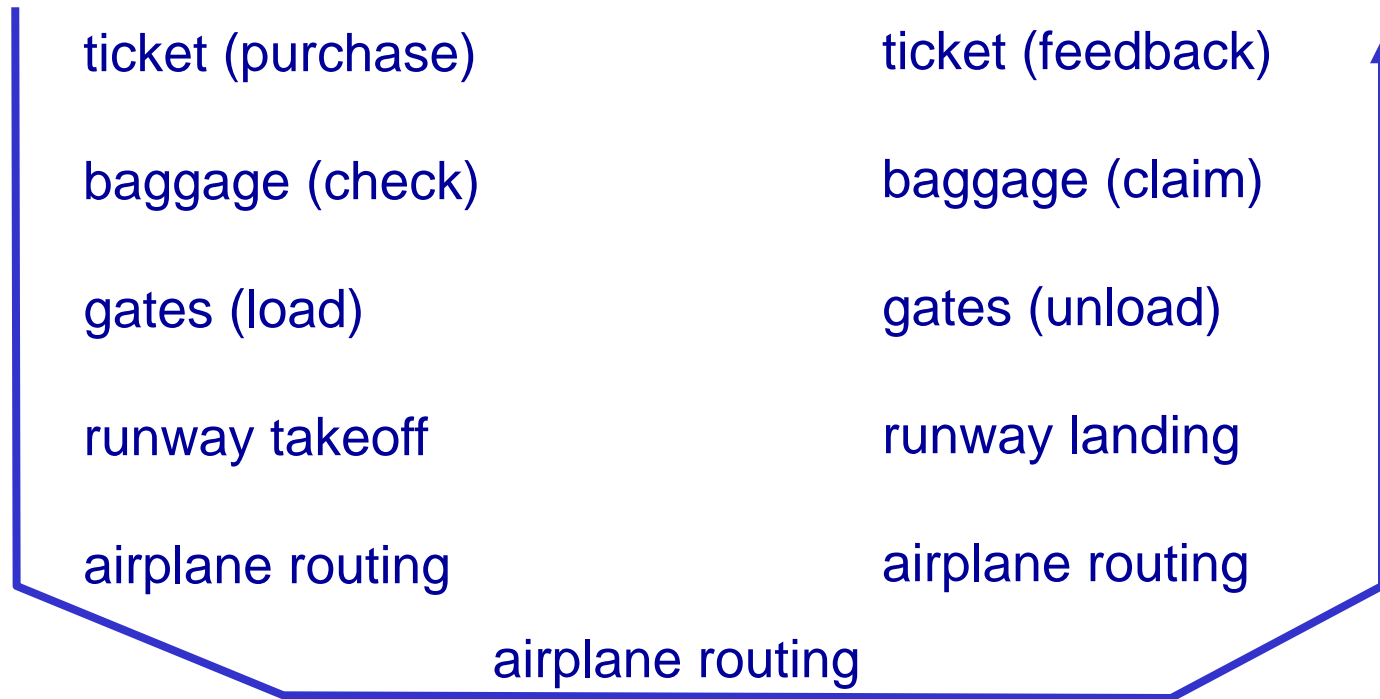 ticket (purchase)
baggage (check)
gates (load)
runway takeoff
airplane routing
airplane routing
ticket (feedback)
baggage (claim)
gates (unload)
runway landing
airplane routing